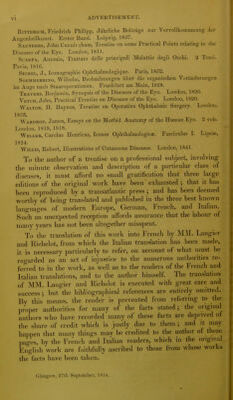 vi ADVERTISEMENT.
Ritterich, Friedrich Philipp, Jährliche Beiträge zur Vervollkommnung der
Augenheilkunst. Erster Band. Leipzig, 1827.
Saunders, John Cunningham, Treatise on some Practical Points relating to the
Diseases of the Eye. London, 1811.
Scarpa, Antonio, Trattato delle principali Malattie degli Occhi. 2 Tomi.
Pavia, 1816.
Sichel, J., Iconographie Ophthalmologique. Paris, 1852.
Soemmerring, Wilhelm, Beobachtungen über die organischen Veränderungen
im Auge nach Staaroperationen. Frankfurt am Main, 1828.
Travers, Benjamin, Synopsis of the Diseases of the Eye. London, 1820.
Vetch, John, Practical Treatise on Diseases of the Eye. London, 1820.
Walton, H. Haynes, Treatise on Operative Ophthalmic Surgery. London,
1853.
Wardrop, James, Essays on the Morbid Anatomy of the Human Eye. 2 vols.
London, 1819, 1818.
Weller, Carolus Henricus, Icones Ophthalmologicæ. Fasciculus I. Lipsiæ,
1824.
Willis, Robert, Illustrations of Cutaneous Disease. London, 1841.
To the author of a treatise on a professional subject, involving
the minute observation and description of a particular class of
diseases, it must afford no small gratification that three large
editions of the original work have been exhausted; that it has
been reproduced by a transatlantic press; and has been deemed
worthy of being translated and published in the three best known
languages of modern Europe, German, French, and Italian.
Such an unexpected reception affords assurance that the labour of
many years has not been altogether misspent.
To the translation of this work into French by MM. Laugier
and Richelot, from which the Italian translation has been made,
it is necessary particularly to refer, on account of what must be
regarded as an act of injustice to the numerous authorities re-
ferred to in the work, as well as to the readers of the French and
Italian translations, and to the author himself. The translation
of MM. Laugier and Richelot is executed with great care and
success; but the bibliographical references are entirely omitted.
By this means, the reader is prevented from referring to the
proper authorities for many of the facts stated; the original
authors who have recorded many of these facts are deprived of
the share of credit which is justly due to them; and it may
happen that many things may be credited to the author of these
pages, by the French and Italian readers, which in the original
English work are faithfully ascribed to those from whose works
the facts have been taken.
Glasgow, 27th September, 1854.